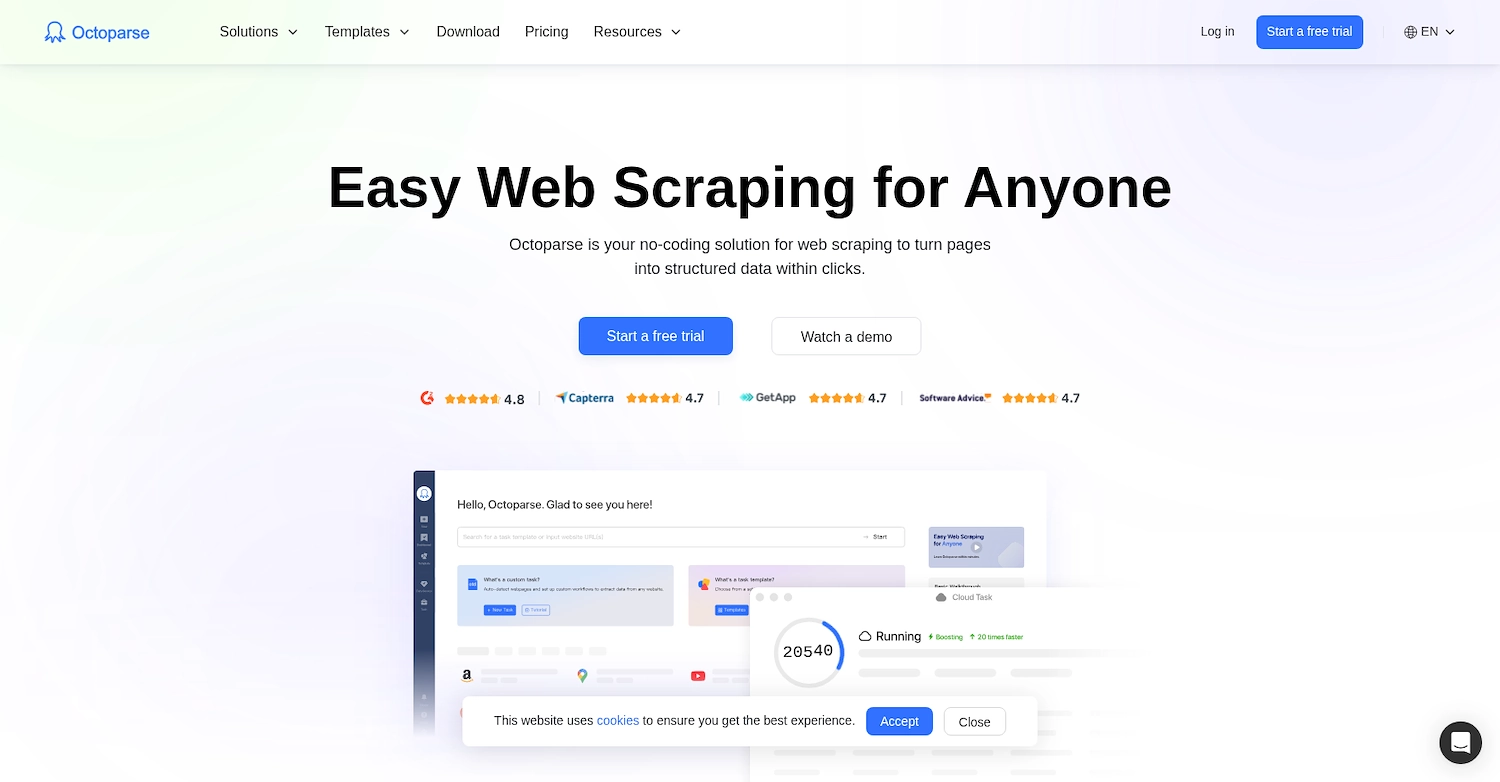 Octoparse
Solutions
Templates
Download
Pricing
Resources
Log in
Start a free trial
EN
Easy Web Scraping for Anyone
Octoparse is your no-coding solution for web scraping to turn pages
into structured data within clicks.
Start a free trial
Watch a demo
4.8
Capterra 4.7
GetApp 4.7
Software Advice. 4.7
Hello, Octoparse. Glad to see you here!
Search for a task template or input website URL(s)
→ Start
Easy Web Scraping
for Anyone
What's a custom task?
Auto-detect webpages and set up custom workflows to extract data from any website.
+ New Task
Tutorial
What's a task template?
Choose from a
Templates
Cloud Task
20540
Running
Boosting
20 times faster
This website uses cookies to ensure you get the best experience.
Accept
Close